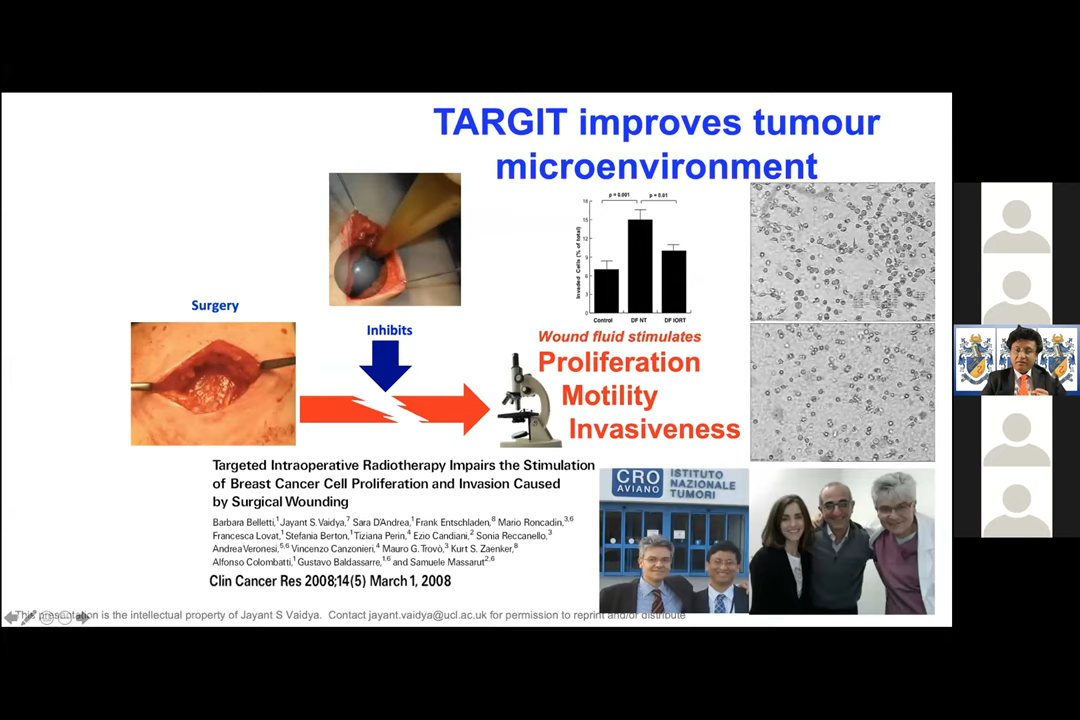 TARGIT improves tumour
microenvironment
p = 0.001 p = 0.01
18
15
12
9
6
3
0
Invaded Cells (% of total)
Control DF NT DF IORT
Surgery
Inhibits
Wound fluid stimulates
Proliferation
Motility
Invasiveness
Targeted Intraoperative Radiotherapy Impairs the Stimulation
of Breast Cancer Cell Proliferation and Invasion Caused
by Surgical Wounding
Barbara Belletti,1 Jayant S. Vaidya,7 Sara D'Andrea,1 Frank Entschladen,8 Mario Roncadin,3,6
Francesca Lovat,1 Stefania Berton,1 Tiziana Perin,4 Ezio Candiani,2 Sonia Reccanello,3
Andrea Veronesi,5,6 Vincenzo Canzonieri,4 Mauro G. Trovò,3 Kurt S. Zaenker,8
Alfonso Colombatti,1 Gustavo Baldassarre,1,6 and Samuele Massarut2,6
Clin Cancer Res 2008;14(5) March 1, 2008
CRO
AVIANO
ISTITUTO
NAZIONALE
TUMORI
This presentation is the intellectual property of Jayant S Vaidya. Contact jayant.vaidya@ucl.ac.uk for permission to reprint and/or distribute